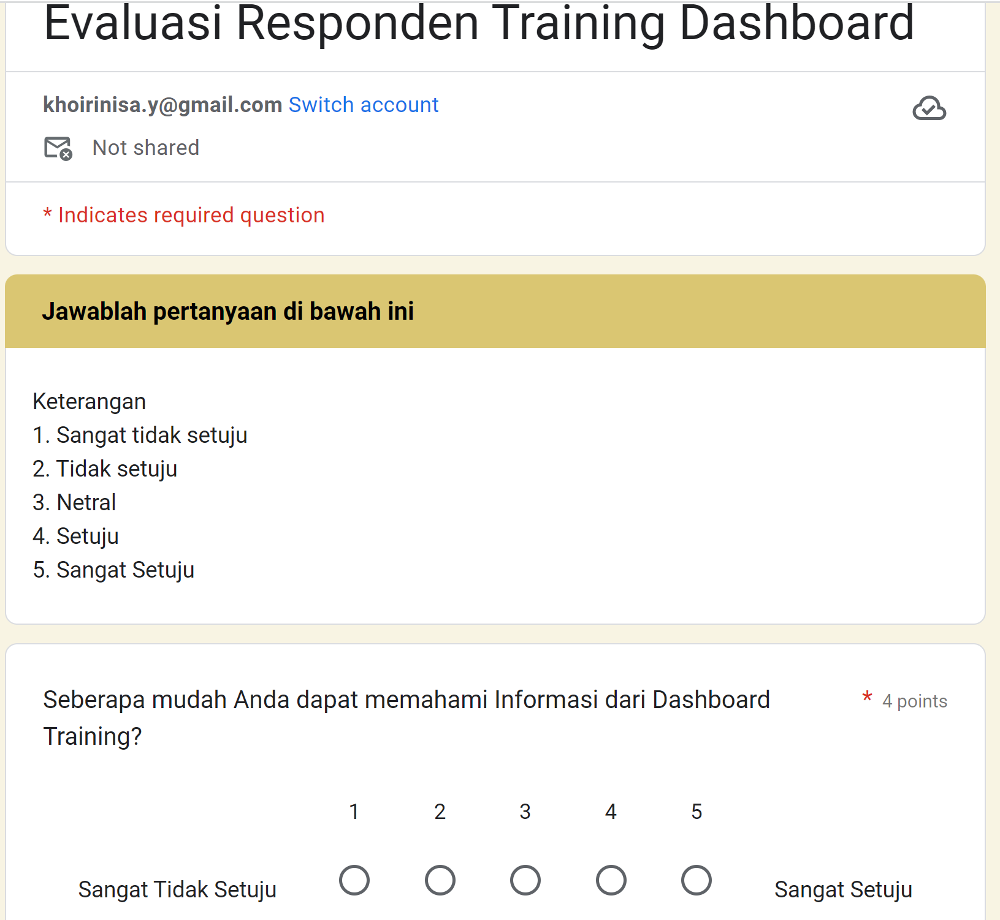 Evaluasi Responden Training Dashboard
khoirinisa.y@gmail.com Switch account
Not shared
* Indicates required question
Jawablah pertanyaan di bawah ini
Keterangan
1. Sangat tidak setuju
2. Tidak setuju
3. Netral
4. Setuju
5. Sangat Setuju
Seberapa mudah Anda dapat memahami Informasi dari Dashboard * 4 points
Training?
1 2 3 4 5
Sangat Tidak Setuju Sangat Setuju